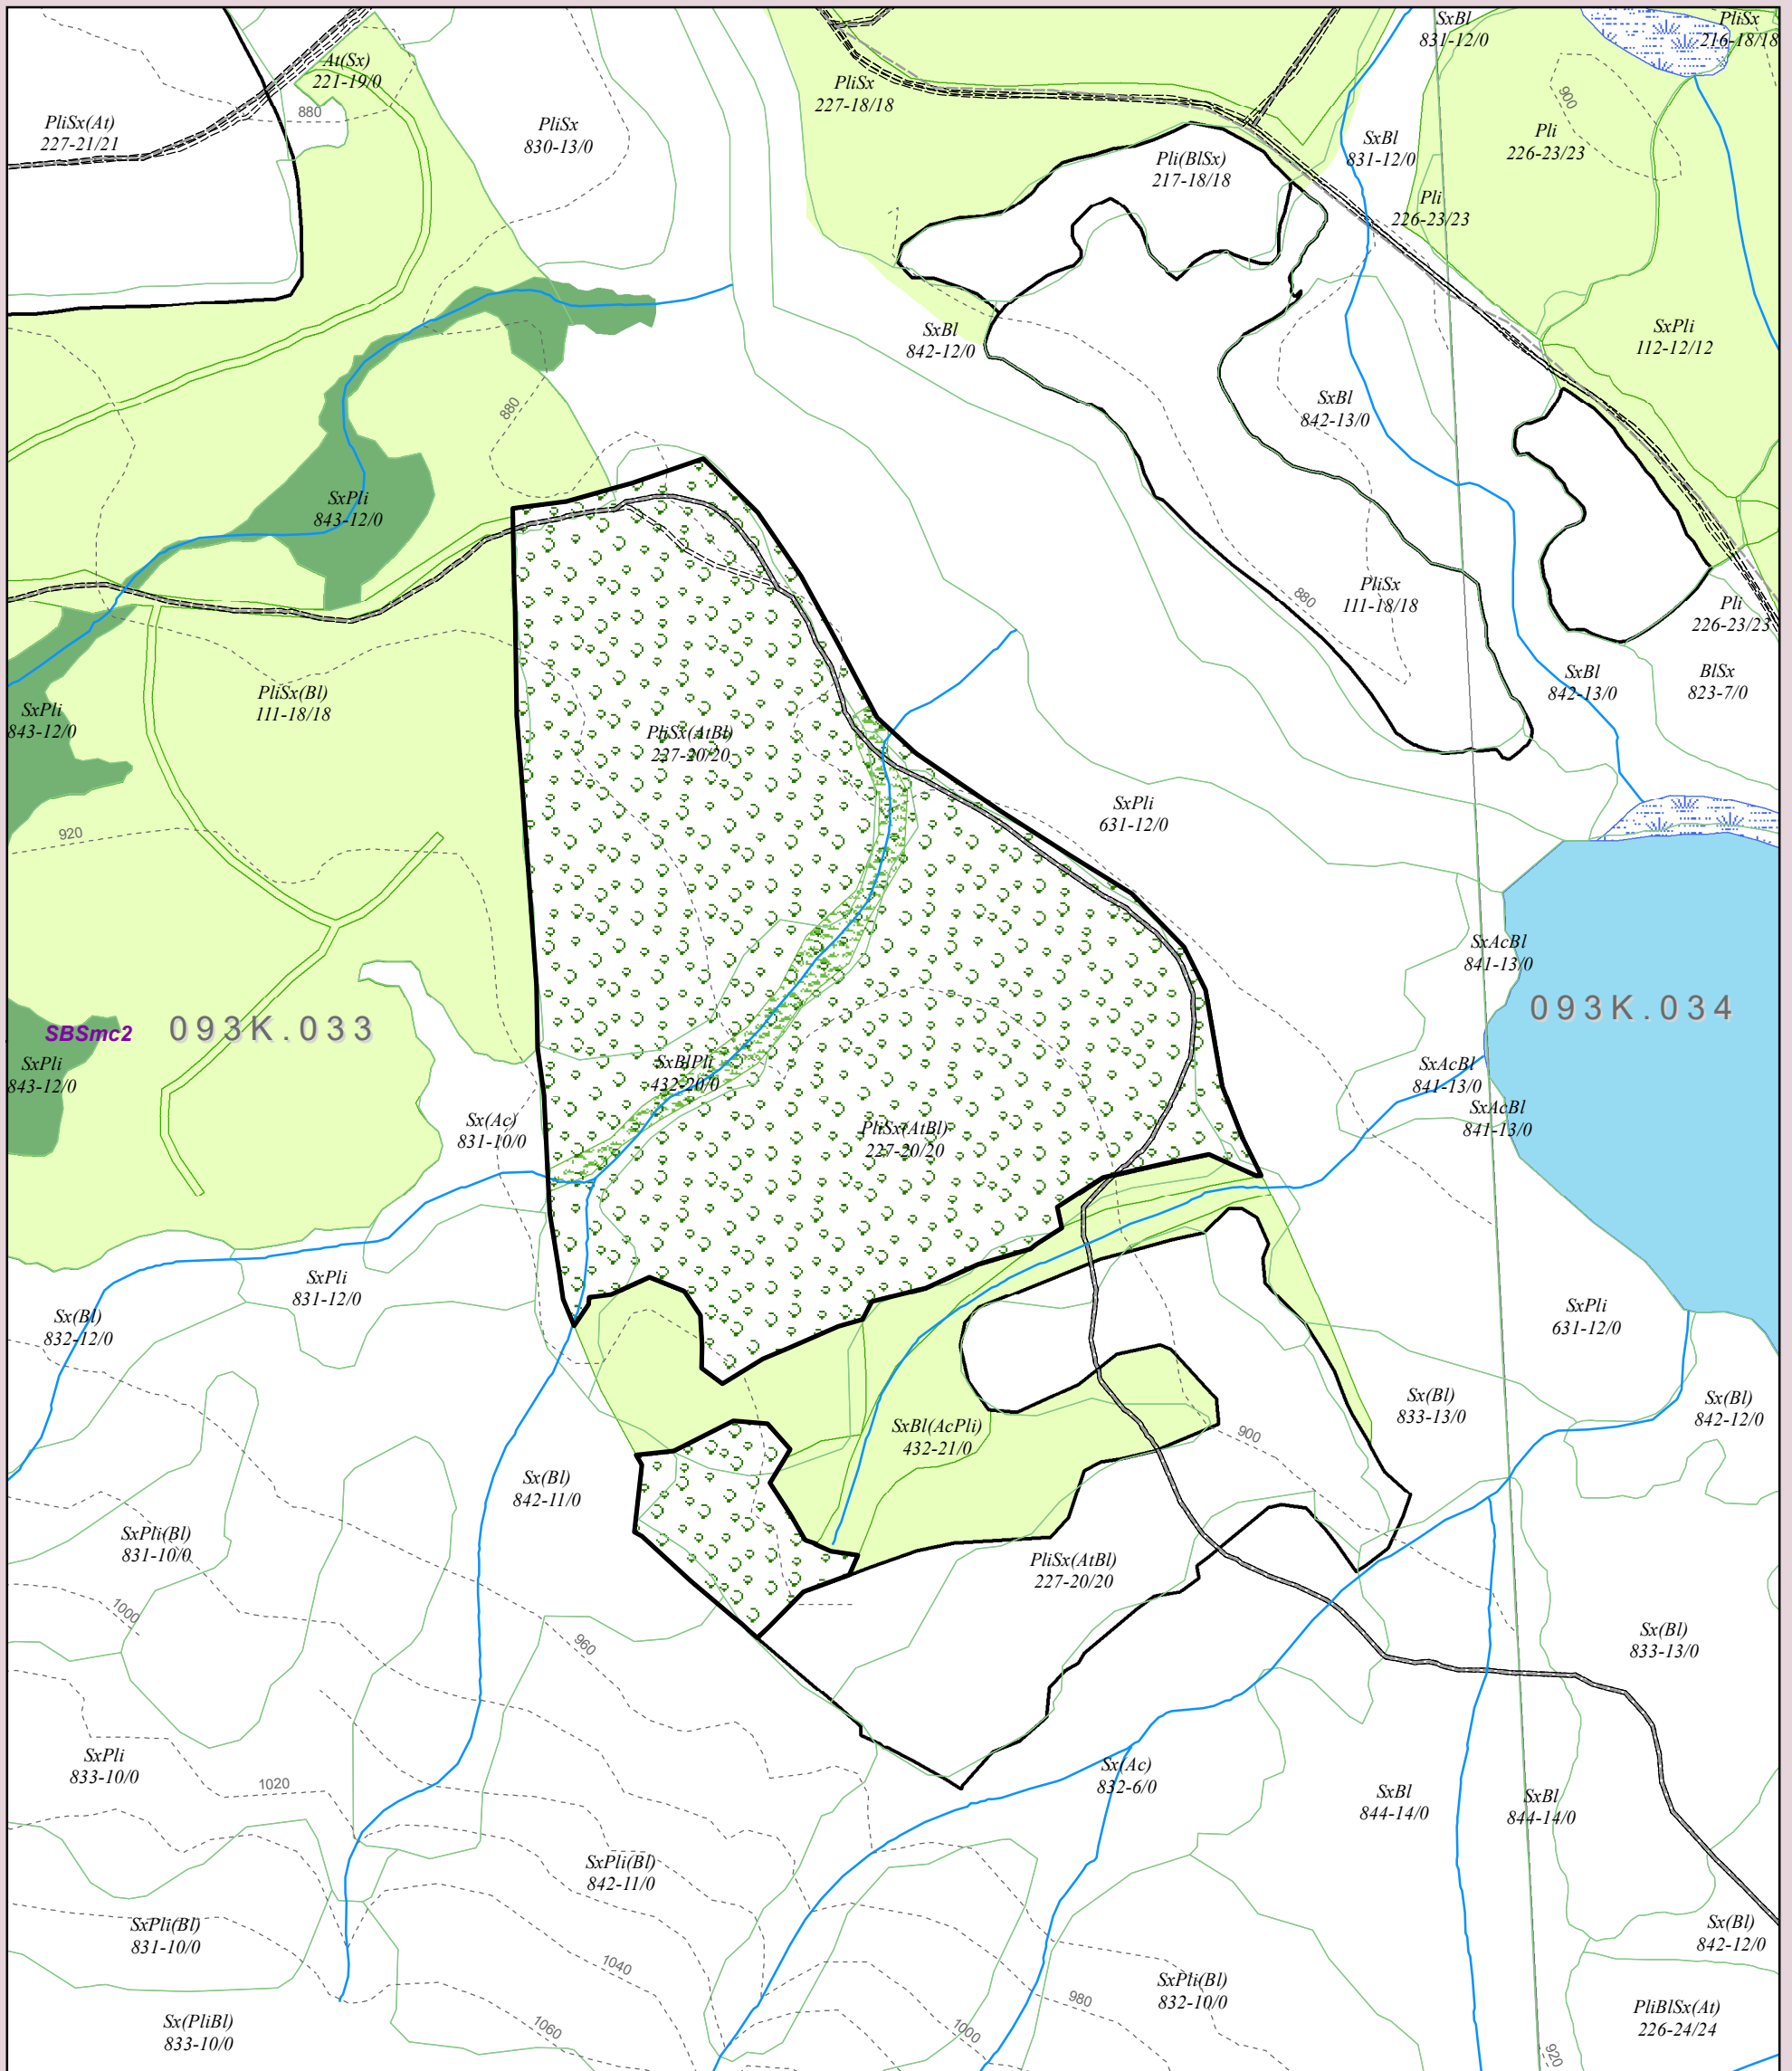 SxBl
831-12/0
PliSx
216-18/18
At(Sx)
221-19/0
PliSx
227-18/18
900
880
PliSx(At)
227-21/21
PliSx
830-13/0
Pli
226-23/23
SxBl
831-12/0
Pli(BlSx)
217-18/18
Pli
226-23/23
SxBl
842-12/0
SxPli
112-12/12
880
SxBl
842-13/0
SxPli
843-12/0
PliSx
111-18/18
880
Pli
226-23/23
PliSx(Bl)
111-18/18
SxBl
842-13/0
BlSx
823-7/0
SxPli
843-12/0
PliSx(AtBl)
227-20/20
SxPli
631-12/0
920
SxAcBl
841-13/0
SBSmc2
093K.033
093K.034
SxPli
843-12/0
SxBlPli
432-20/0
SxAcBl
841-13/0
SxAcBl
841-13/0
Sx(Ac)
831-10/0
PliSx(AtBl)
227-20/20
SxPli
831-12/0
Sx(Bl)
832-12/0
SxPli
631-12/0
Sx(Bl)
833-13/0
Sx(Bl)
842-12/0
SxBl(AcPli)
432-21/0
900
Sx(Bl)
842-11/0
SxPli(Bl)
831-10/0
PliSx(AtBl)
227-20/20
1000
960
Sx(Bl)
833-13/0
SxPli
833-10/0
1020
Sx(Ac)
832-6/0
SxBl
844-14/0
SxBl
844-14/0
SxPli(Bl)
842-11/0
SxPli(Bl)
831-10/0
Sx(Bl)
842-12/0
1040
SxPli(Bl)
832-10/0
980
Sx(PliBl)
833-10/0
1060
1000
PliBlSx(At)
226-24/24
920